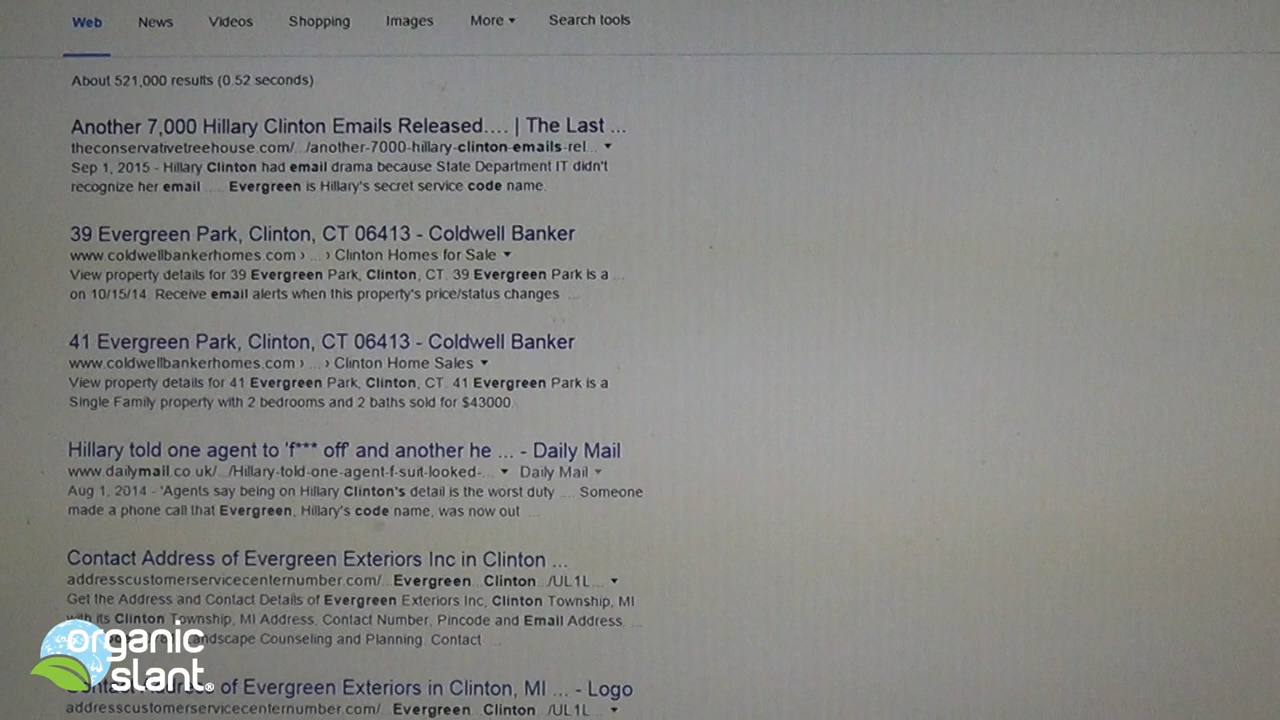 Web News Videos Shopping Images More Search tools
About 521,000 results (0.52 seconds)
Another 7,000 Hillary Clinton Emails Released.... | The Last ...
theconservativetreehouse.com/.../another-7000-hillary-clinton-emails-rel...
Sep 1, 2015 - Hillary Clinton had email drama because State Department IT didn't
recognize her email ..... Evergreen is Hillary's secret service code name.
39 Evergreen Park, Clinton, CT 06413 - Coldwell Banker
www.coldwellbankerhomes.com › ... › Clinton Homes for Sale
View property details for 39 Evergreen Park, Clinton, CT. 39 Evergreen Park is a ...
on 10/15/14. Receive email alerts when this property's price/status changes ...
41 Evergreen Park, Clinton, CT 06413 - Coldwell Banker
www.coldwellbankerhomes.com › ... › Clinton Home Sales
View property details for 41 Evergreen Park, Clinton, CT. 41 Evergreen Park is a
Single Family property with 2 bedrooms and 2 baths sold for $43000.
Hillary told one agent to 'f*** off' and another he ... - Daily Mail
www.dailymail.co.uk/.../Hillary-told-one-agent-f-suit-looked-... Daily Mail
Aug 1, 2014 - 'Agents say being on Hillary Clinton's detail is the worst duty .... Someone
made a phone call that Evergreen, Hillary's code name, was now out ...
Contact Address of Evergreen Exteriors Inc in Clinton ...
addresscustomerservicecenternumber.com/...Evergreen...Clinton.../UL1L...
Get the Address and Contact Details of Evergreen Exteriors Inc, Clinton Township, MI
with its Clinton Township, MI Address, Contact Number, Pincode and Email Address. ...
Landscape Counseling and Planning. Contact ...
Contact Address of Evergreen Exteriors in Clinton, MI ... - Logo
addresscustomerservicecenternumber.com/...Evergreen...Clinton.../UL1L...
organic
slant®